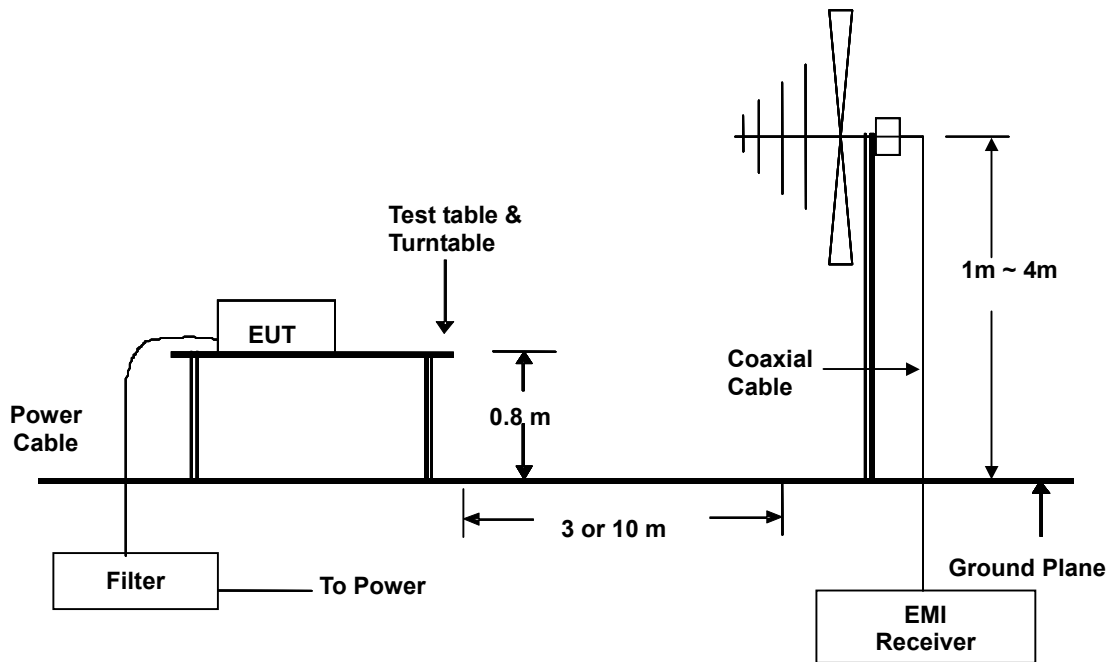 Test table &
Turntable
1m ~ 4m
EUT
Coaxial
Cable
0.8 m
Power
Cable
3 or 10 m
Filter
To Power
Ground Plane
EMI
Receiver